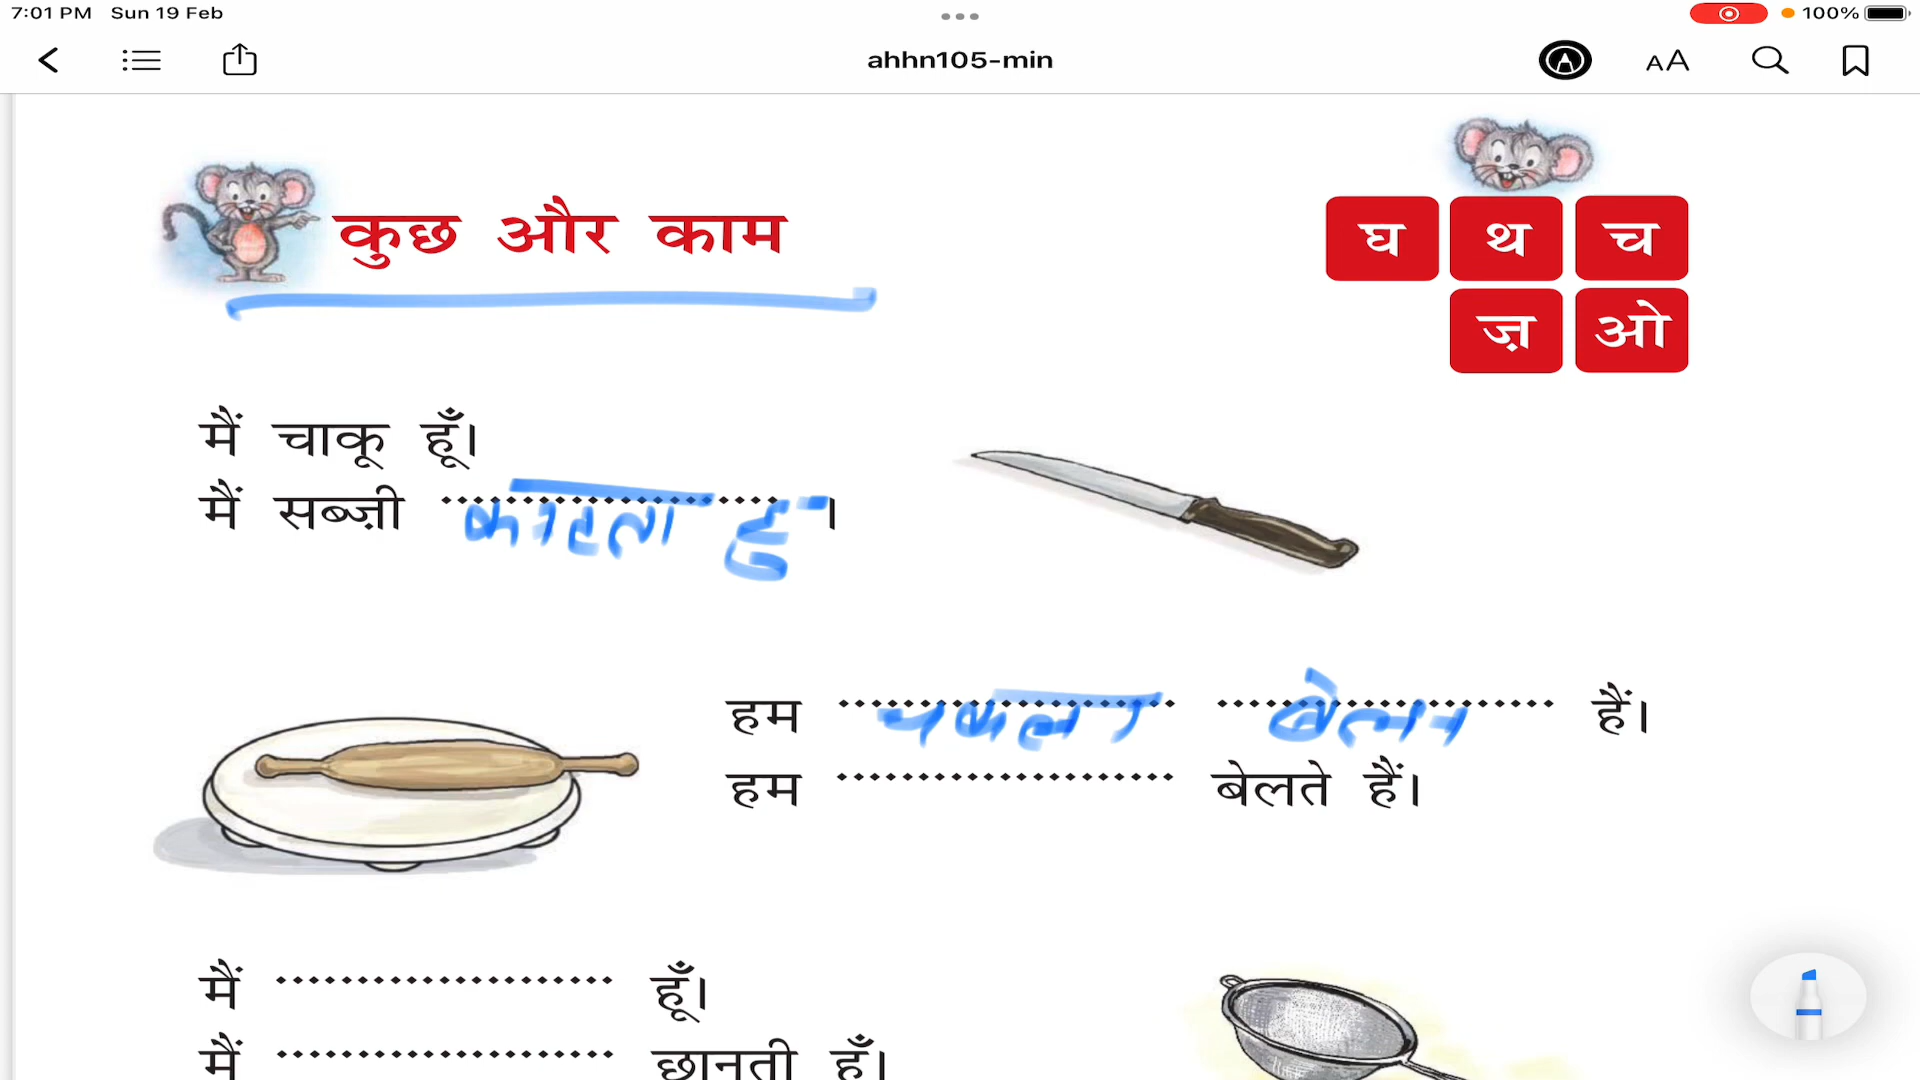 7:01 PM Sun 19 Feb
100%
ahhn105-min
AA
कुछ और काम
घ थ च
ज़ ओ
मैं चाकू हूँ।
मैं सब्ज़ी काटता हु ।
हम चकला बेलन हैं।
हम बेलते हैं।
मैं हूँ।
मैं छानती हूँ।